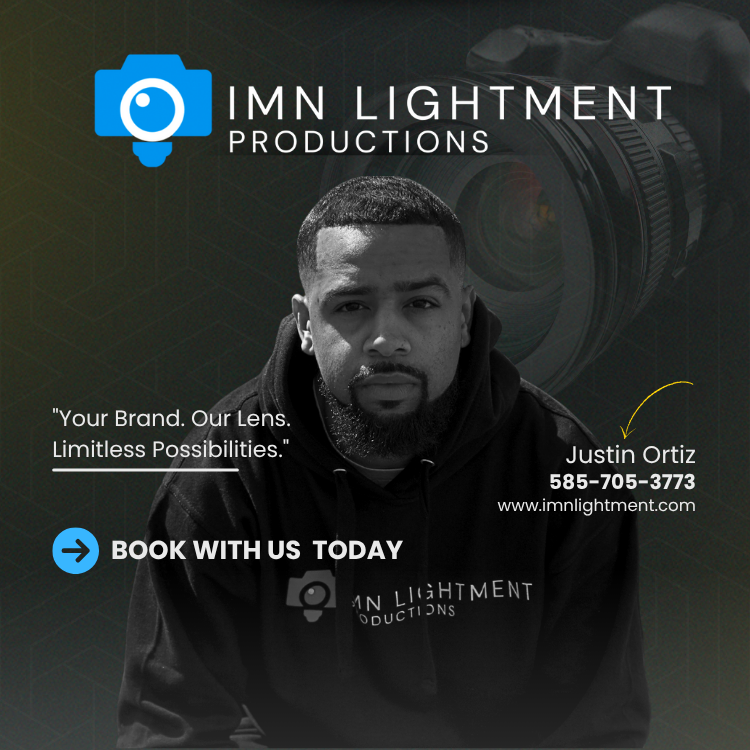 IMN LIGHTMENT
PRODUCTIONS
"Your Brand. Our Lens.
Limitless Possibilities."
Justin Ortiz
585-705-3773
www.imnlightment.com
BOOK WITH US TODAY
IMN LIGHTMENT
PRODUCTIONS